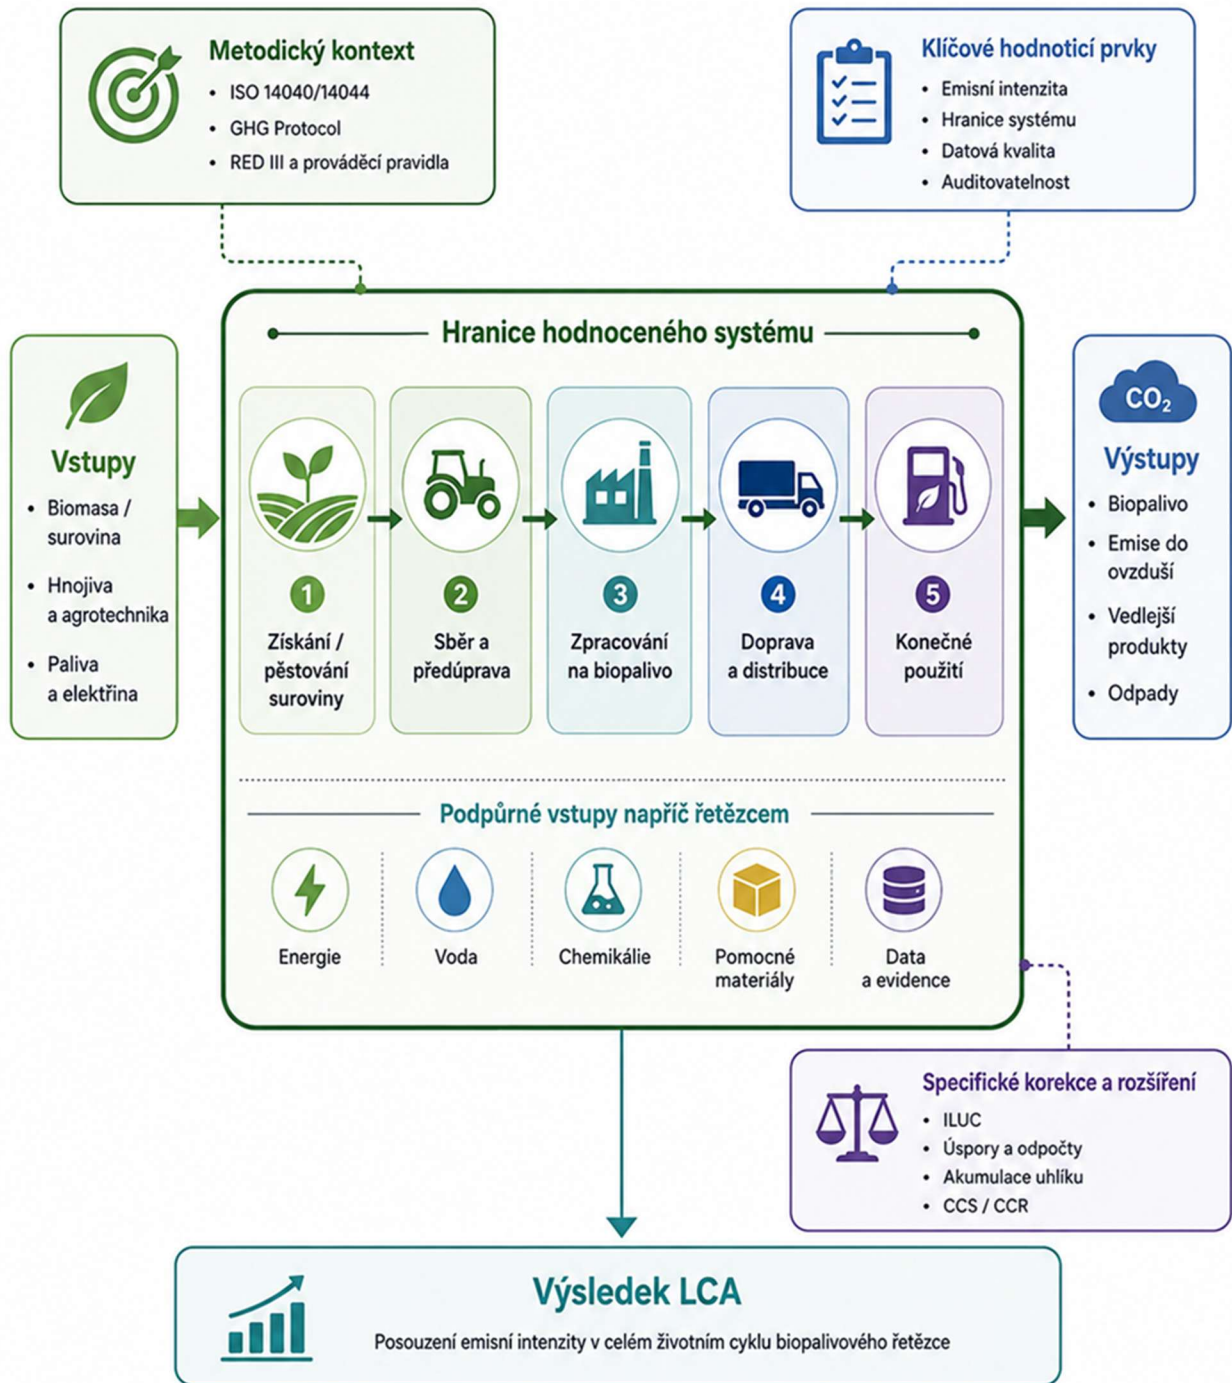 Metodický kontext
• ISO 14040/14044
• GHG Protocol
• RED III a prováděcí pravidla
Klíčové hodnoticí prvky
• Emisní intenzita
• Hranice systému
• Datová kvalita
• Auditovatelnost
Hranice hodnoceného systému
Vstupy
• Biomasa /
surovina
• Hnojiva
a agrotechnika
• Paliva
a elektřina
1
Získání /
pěstování
suroviny
2
Sběr a
předúprava
3
Zpracování
na biopalivo
4
Doprava
a distribuce
5
Konečné
použití
CO₂
Výstupy
• Biopalivo
• Emise do
ovzduší
• Vedlejší
produkty
• Odpady
Podpůrné vstupy napříč řetězcem
Energie
Voda
Chemikálie
Pomocné
materiály
Data
a evidence
Specifické korekce a rozšíření
• ILUC
• Úspory a odpočty
• Akumulace uhlíku
• CCS / CCR
Výsledek LCA
Posouzení emisní intenzity v celém životním cyklu biopalivového řetězce